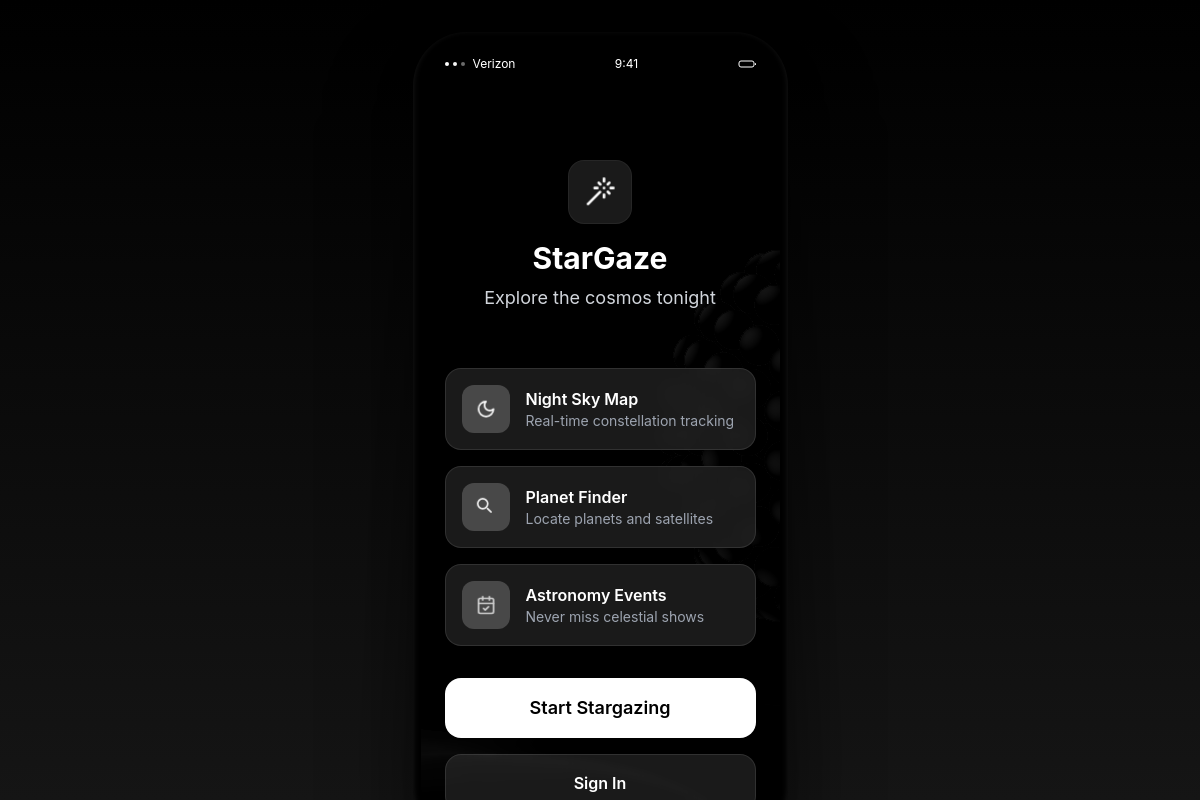 Verizon 9:41
StarGaze
Explore the cosmos tonight
Night Sky Map
Real-time constellation tracking
Planet Finder
Locate planets and satellites
Astronomy Events
Never miss celestial shows
Start Stargazing
Sign In